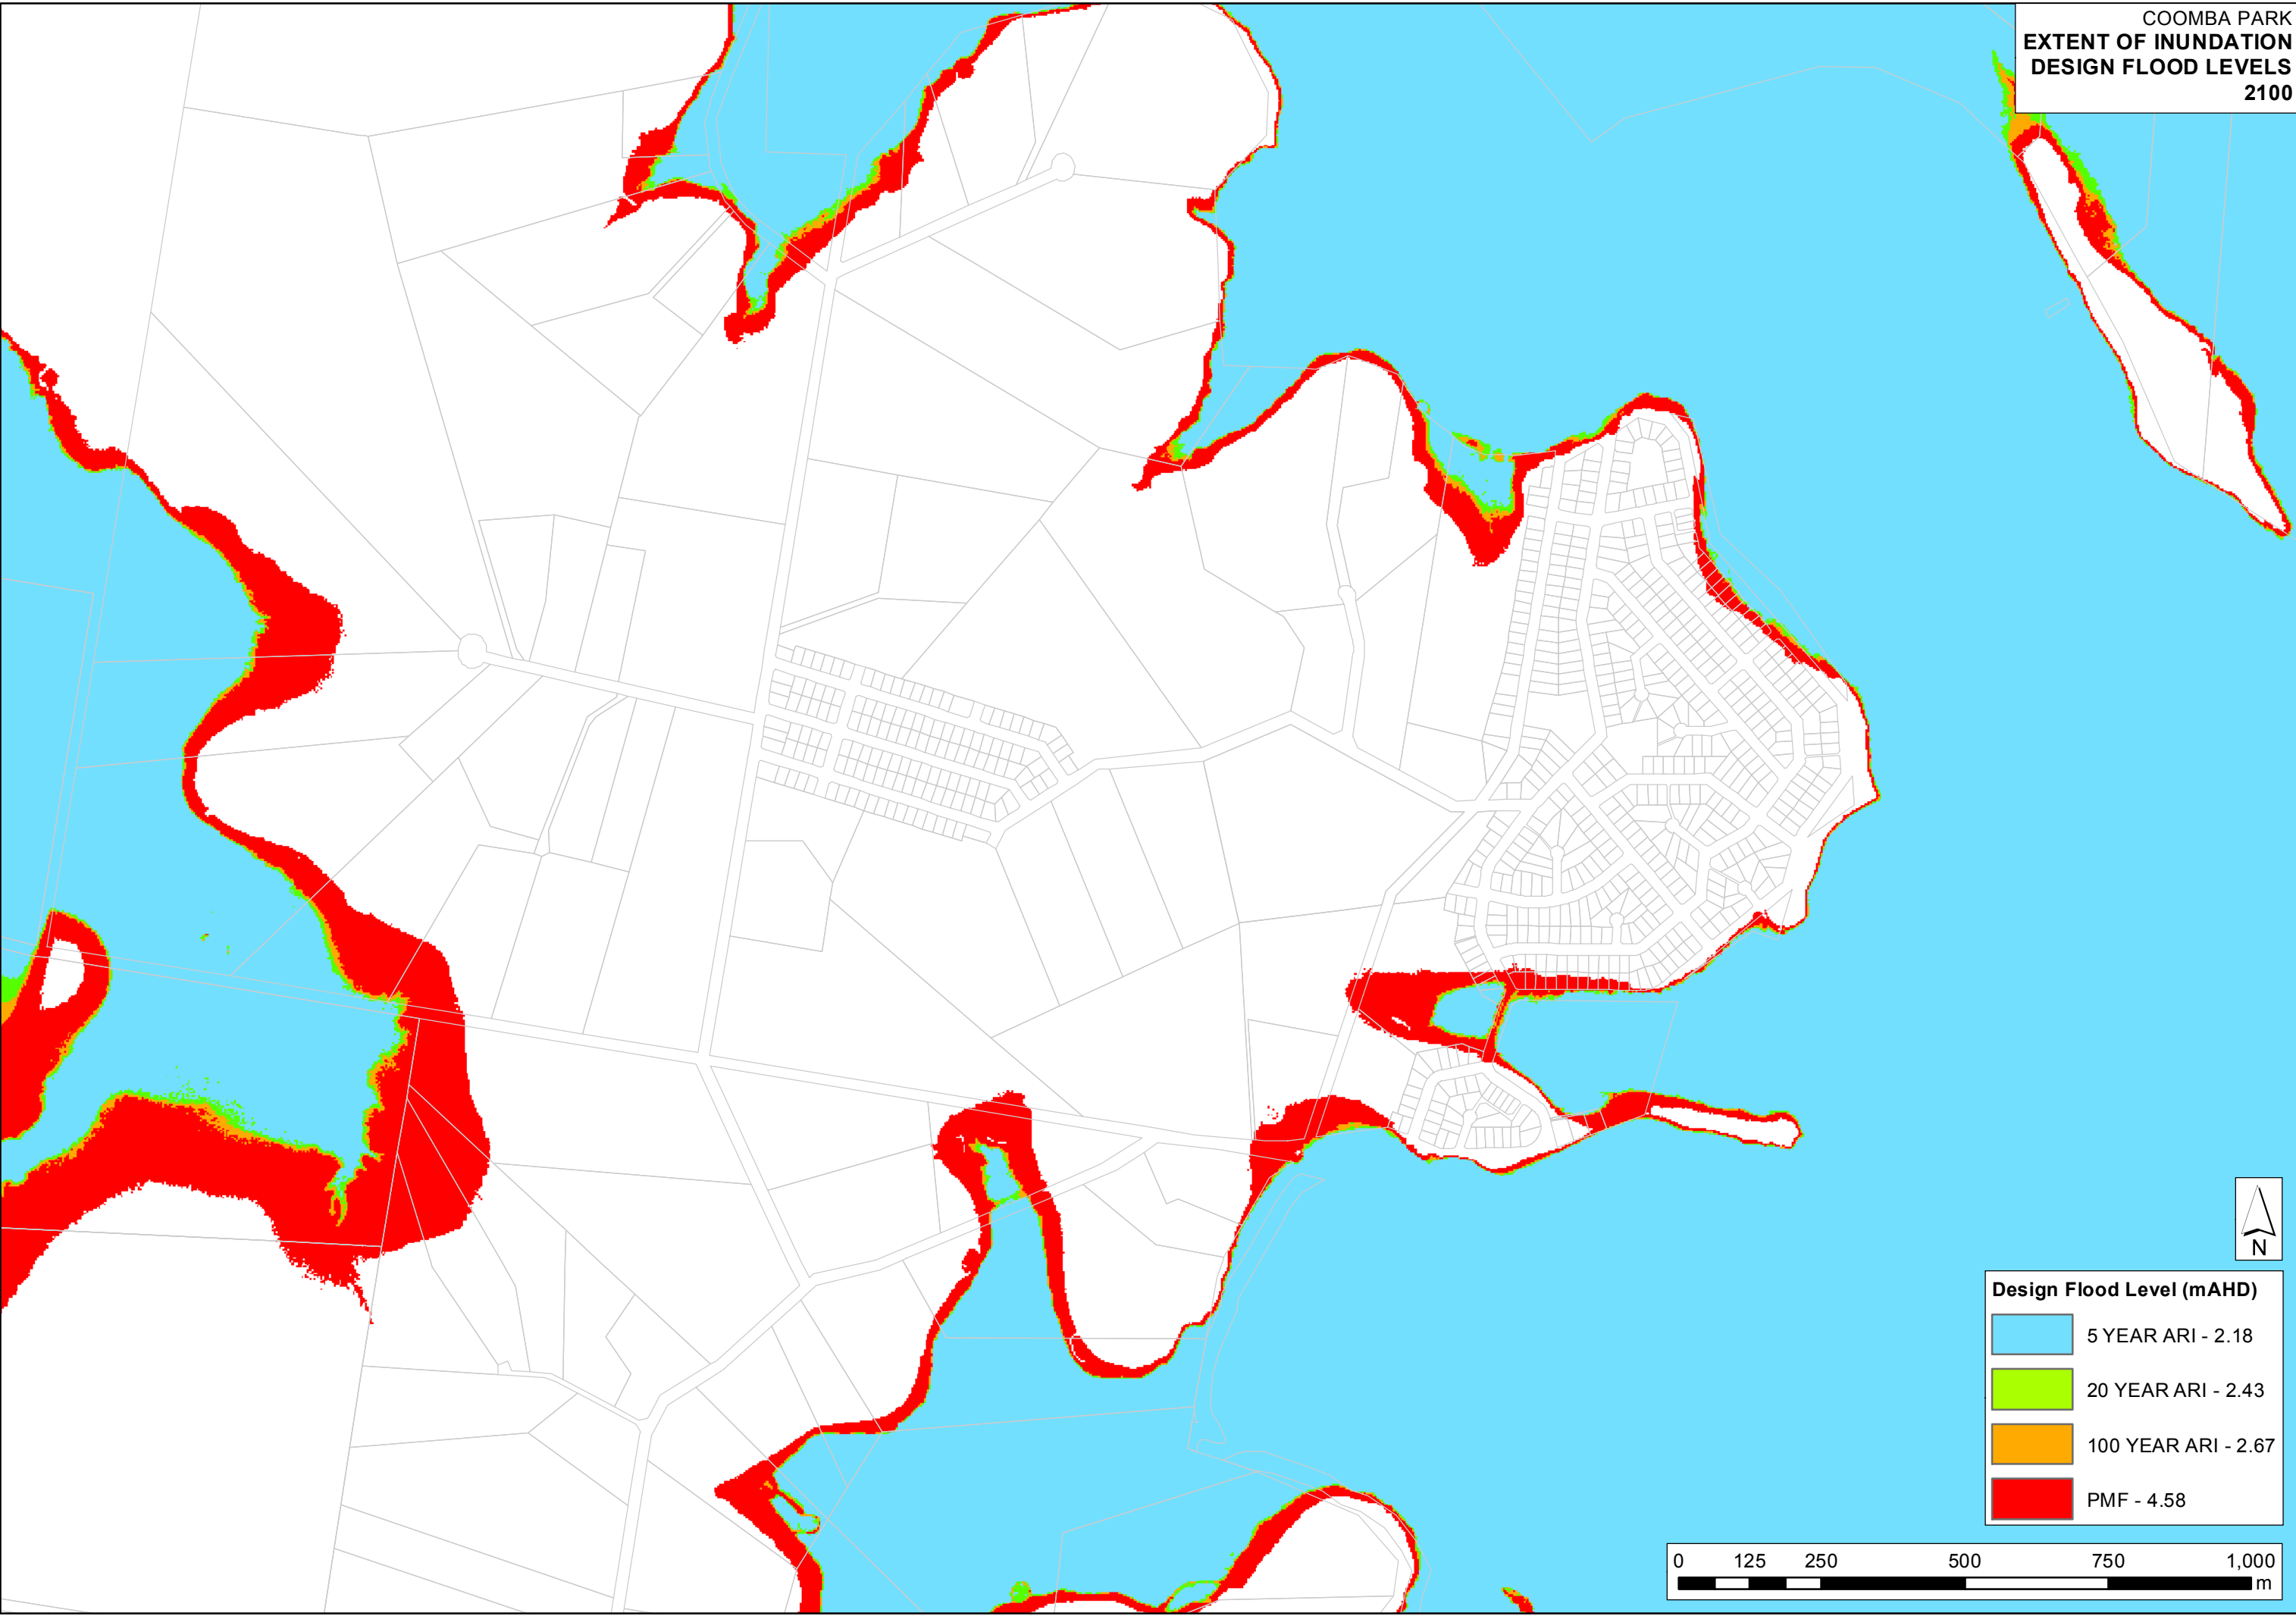 COOMBA PARK
EXTENT OF INUNDATION
DESIGN FLOOD LEVELS
2100
N
Design Flood Level (mAHD)
5 YEAR ARI - 2.18
20 YEAR ARI - 2.43
100 YEAR ARI - 2.67
PMF - 4.58
0 125 250 500 750 1,000
m